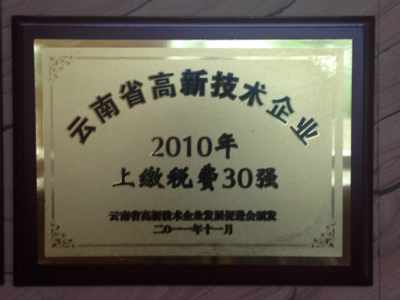 云南省高新技术企业
2010年
上缴税费30强
云南省高新技术企业发展促进会颁发
二〇一一年十一月